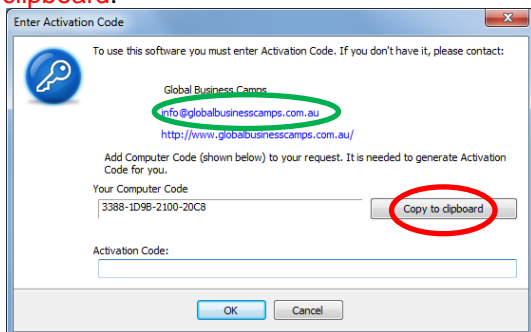 clipboard.
Enter Activation Code
To use this software you must enter Activation Code. If you don't have it, please contact:
Global Business Camps
info@globalbusinesscamps.com.au
http://www.globalbusinesscamps.com.au/
Add Computer Code (shown below) to your request. It is needed to generate Activation
Code for you.
Your Computer Code
3388-1D9B-2100-20C8
Copy to clipboard
Activation Code:
OK Cancel